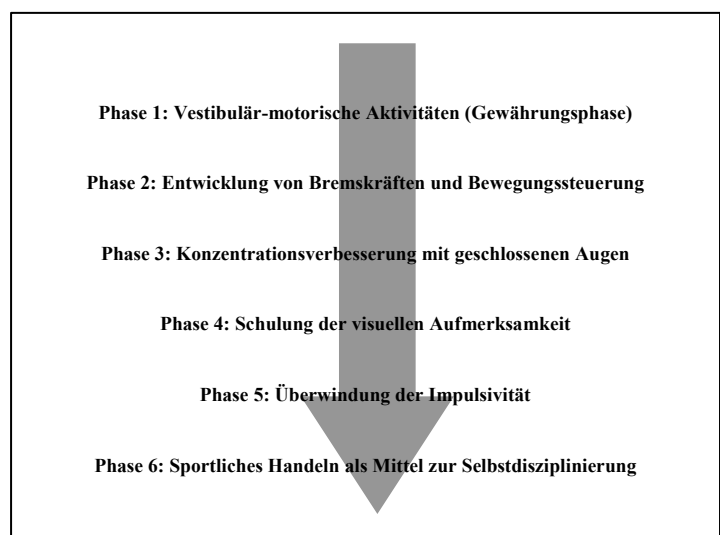 Phase 1: Vestibulär-motorische Aktivitäten (Gewährungsphase)
Phase 2: Entwicklung von Bremskräften und Bewegungssteuerung
Phase 3: Konzentrationsverbesserung mit geschlossenen Augen
Phase 4: Schulung der visuellen Aufmerksamkeit
Phase 5: Überwindung der Impulsivität
Phase 6: Sportliches Handeln als Mittel zur Selbstdisziplinierung